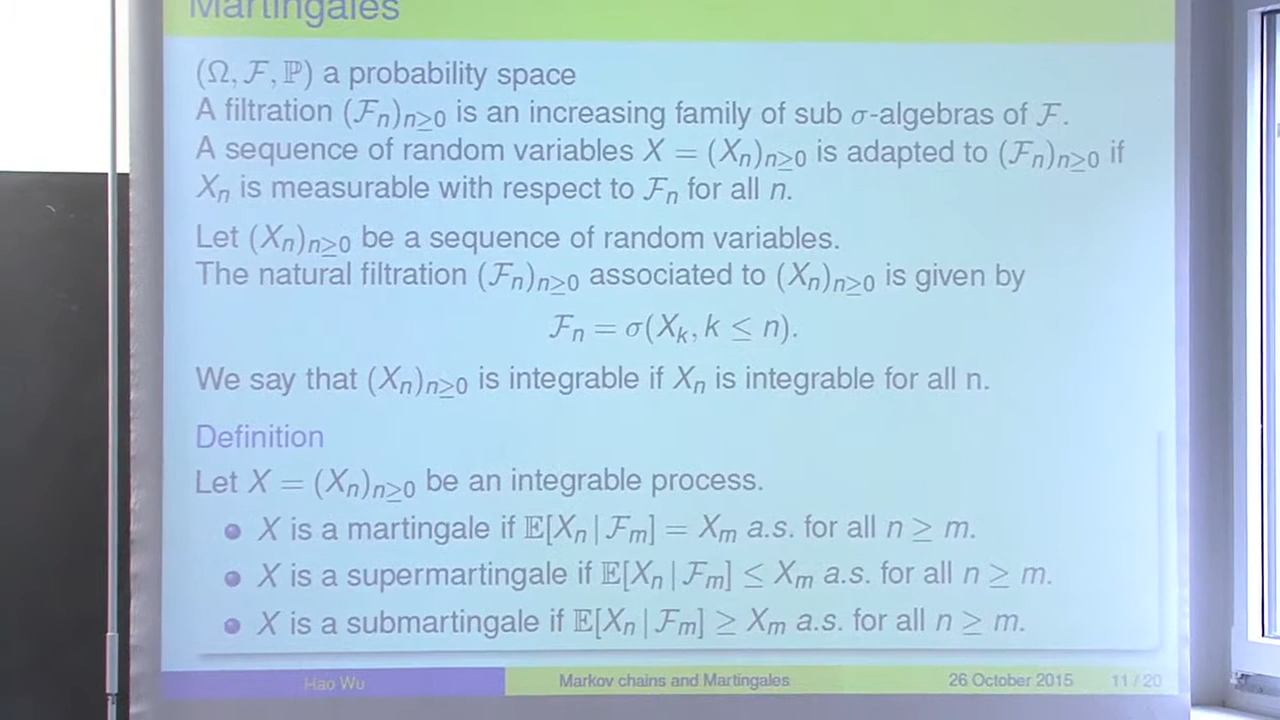 Martingales
(Ω, ℱ, ℙ) a probability space
A filtration (ℱₙ)ₙ≥₀ is an increasing family of sub σ-algebras of ℱ.
A sequence of random variables X = (Xₙ)ₙ≥₀ is adapted to (ℱₙ)ₙ≥₀ if
Xₙ is measurable with respect to ℱₙ for all n.
Let (Xₙ)ₙ≥₀ be a sequence of random variables.
The natural filtration (ℱₙ)ₙ≥₀ associated to (Xₙ)ₙ≥₀ is given by
ℱₙ = σ(Xₖ, k ≤ n).
We say that (Xₙ)ₙ≥₀ is integrable if Xₙ is integrable for all n.
Definition
Let X = (Xₙ)ₙ≥₀ be an integrable process.
● X is a martingale if 𝔼[Xₙ | ℱₘ] = Xₘ a.s. for all n ≥ m.
● X is a supermartingale if 𝔼[Xₙ | ℱₘ] ≤ Xₘ a.s. for all n ≥ m.
● X is a submartingale if 𝔼[Xₙ | ℱₘ] ≥ Xₘ a.s. for all n ≥ m.
Hao Wu Markov chains and Martingales 26 October 2015 11 / 20